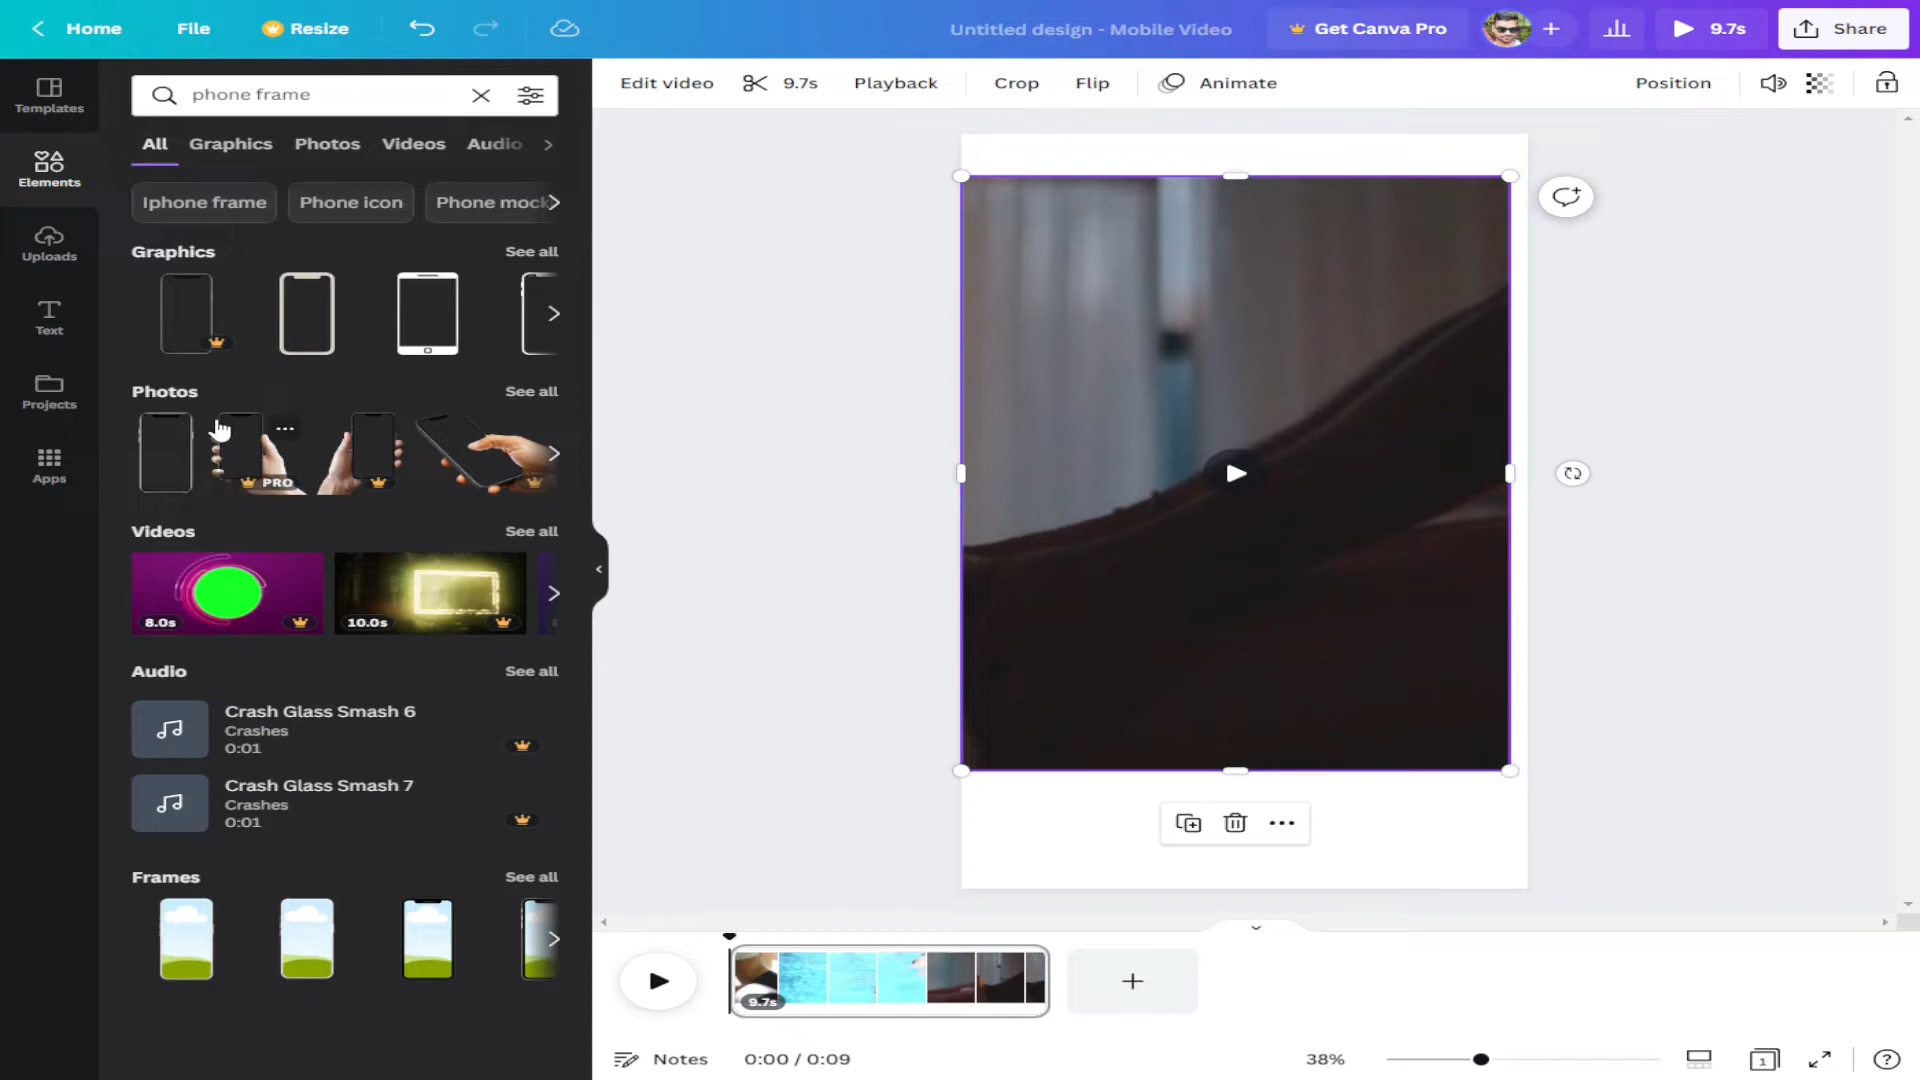 Home
File
Resize
Untitled design - Mobile Video
Get Canva Pro
9.7s
Share
Templates
Elements
Uploads
Text
Projects
Apps
phone frame
All
Graphics
Photos
Videos
Audio
Iphone frame
Phone icon
Phone mock
Graphics
See all
Photos
See all
PRO
Videos
See all
8.0s
10.0s
Audio
See all
Crash Glass Smash 6
Crashes
0:01
Crash Glass Smash 7
Crashes
0:01
Frames
See all
Edit video
9.7s
Playback
Crop
Flip
Animate
Position
9.7s
Notes
0:00 / 0:09
38%
1